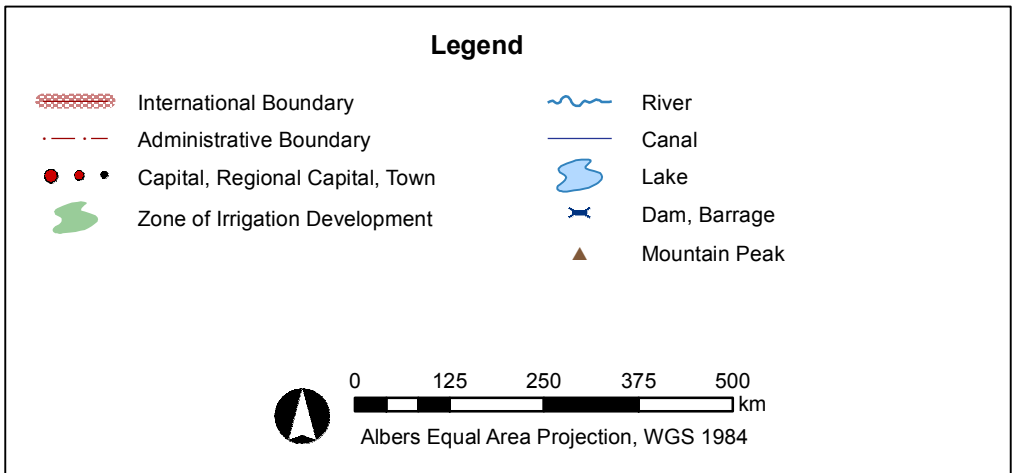 Legend
International Boundary
Administrative Boundary
Capital, Regional Capital, Town
Zone of Irrigation Development
River
Canal
Lake
Dam, Barrage
Mountain Peak
0 125 250 375 500
km
Albers Equal Area Projection, WGS 1984